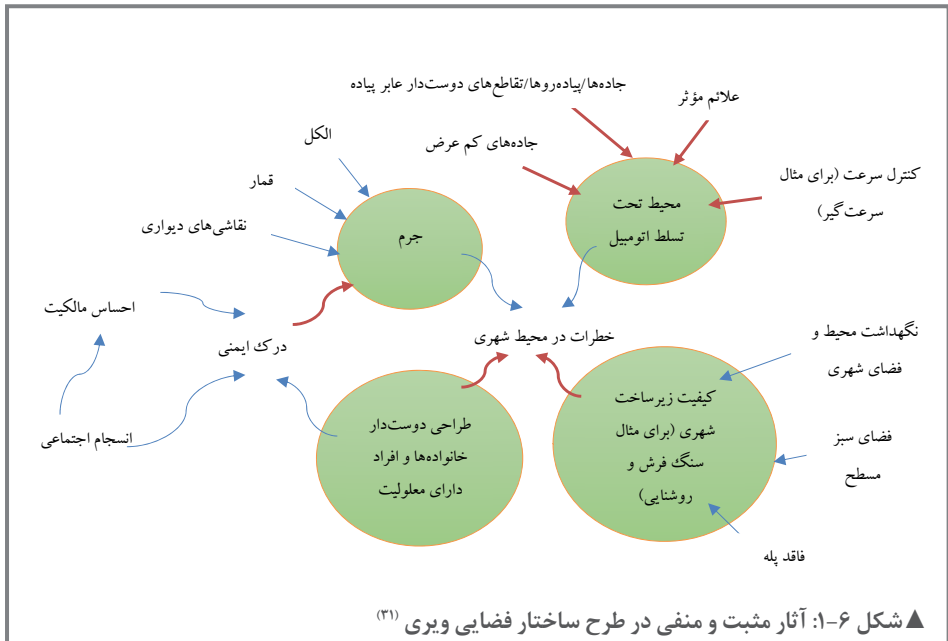 جاده‌ها/پیاده‌روها/تقاطع‌های دوست‌دار عابر پیاده
علائم مؤثر
جاده‌های کم عرض
کنترل سرعت (برای مثال
سرعت‌گیر)
محیط تحت
تسلط اتومبیل
الکل
قمار
نقاشی‌های دیواری
جرم
احساس مالکیت
درک ایمنی
انسجام اجتماعی
خطرات در محیط شهری
نگهداشت محیط و
فضای شهری
کیفیت زیرساخت
شهری (برای مثال
سنگ فرش و
روشنایی)
فضای سبز
مسطح
فاقد پله
طراحی دوست‌دار
خانواده‌ها و افراد
دارای معلولیت
▲شکل ۶-۱: آثار مثبت و منفی در طرح ساختار فضایی ویری (۳۱)